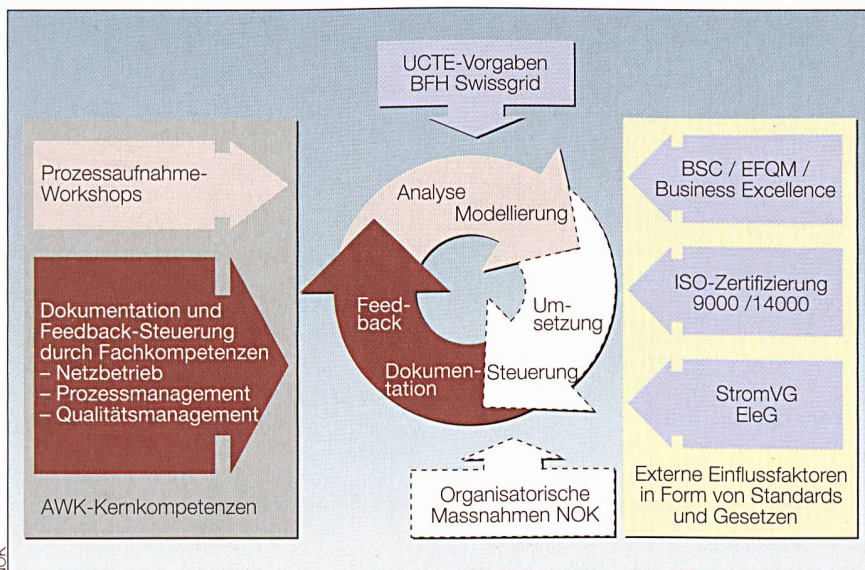 UCTE-Vorgaben
BFH Swissgrid
Prozessaufnahme-
Workshops
Dokumentation und
Feedback-Steuerung
durch Fachkompetenzen
– Netzbetrieb
– Prozessmanagement
– Qualitätsmanagement
AWK-Kernkompetenzen
Analyse
Modellierung
Um-
setzung
Steuerung
Dokumen-
tation
Feed-
back
Organisatorische
Massnahmen NOK
BSC / EFQM /
Business Excellence
ISO-Zertifizierung
9000 /14000
StromVG
EleG
Externe Einflussfaktoren
in Form von Standards
und Gesetzen
NOK